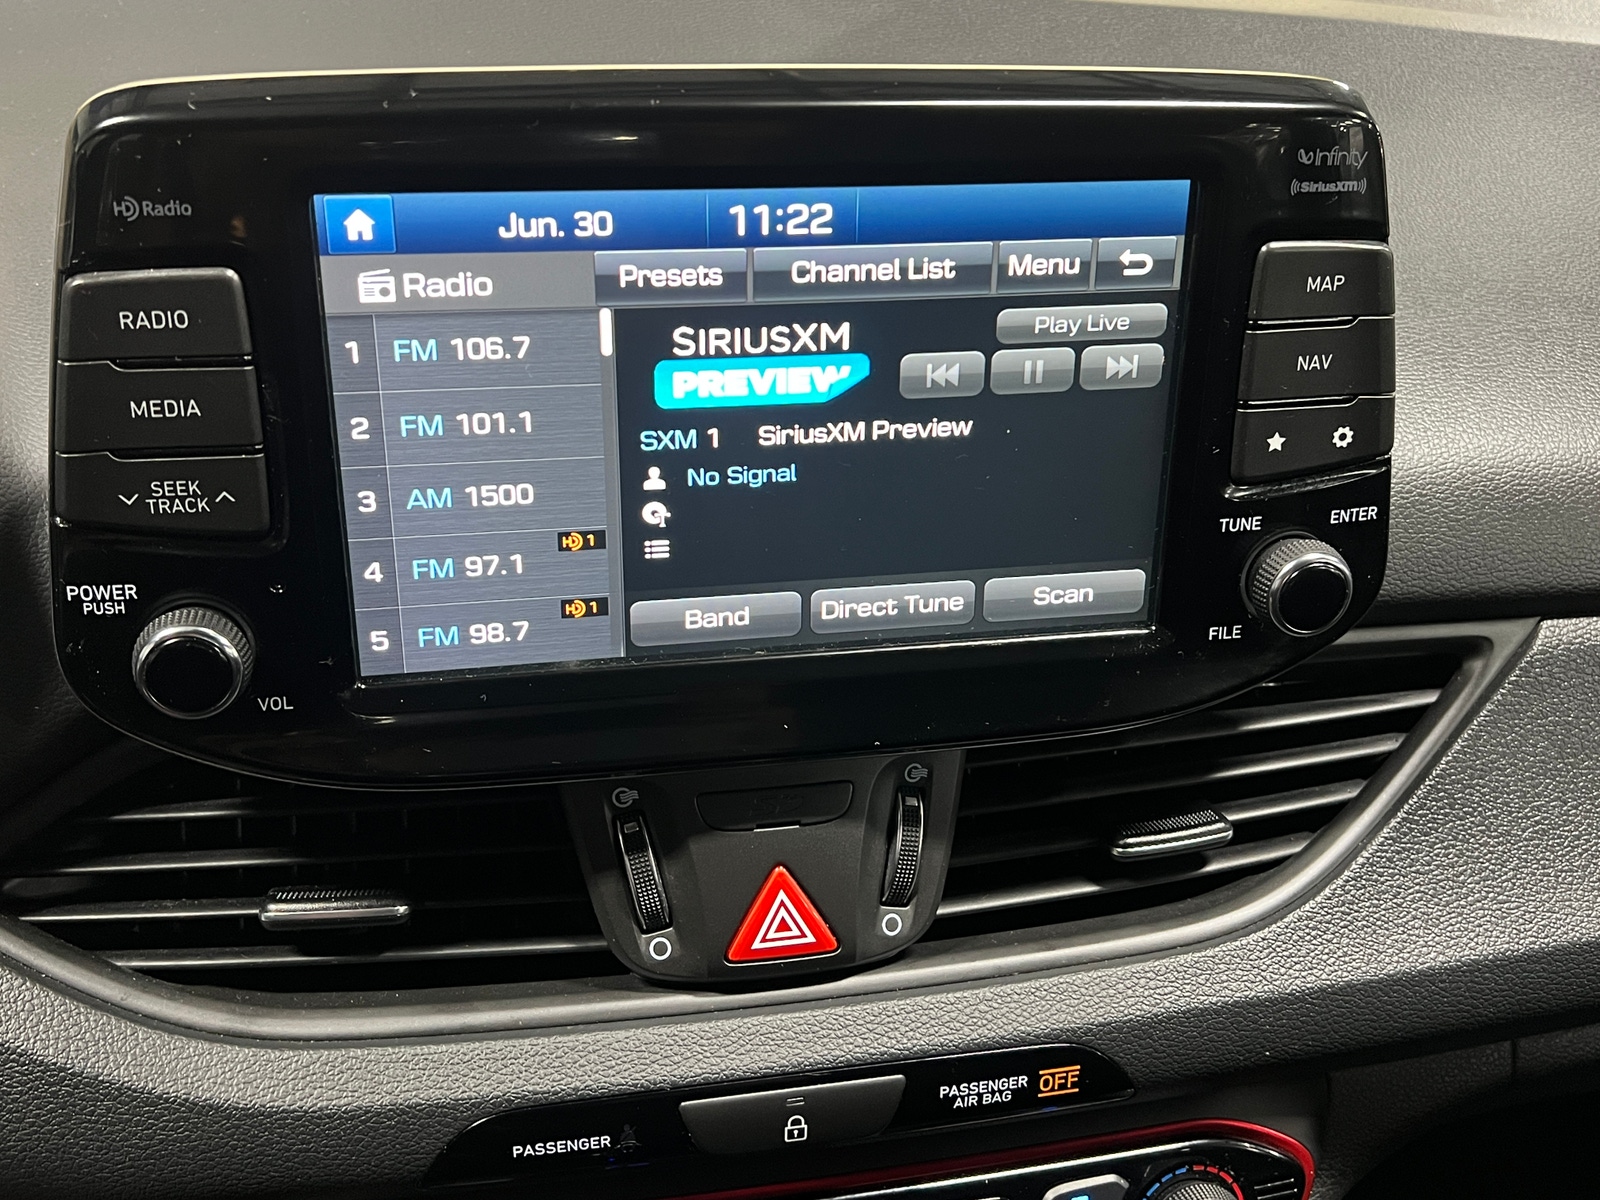 HD Radio
Infinity
((SiriusXM))
Jun. 30
11:22
Radio
Presets
Channel List
Menu
RADIO
MEDIA
SEEK
TRACK
POWER
PUSH
VOL
1 FM 106.7
2 FM 101.1
3 AM 1500
HD 1
4 FM 97.1
HD 1
5 FM 98.7
SIRIUSXM
PREVIEW
Play Live
SXM 1 SiriusXM Preview
No Signal
Band
Direct Tune
Scan
MAP
NAV
TUNE
ENTER
FILE
PASSENGER
PASSENGER
AIR BAG
OFF